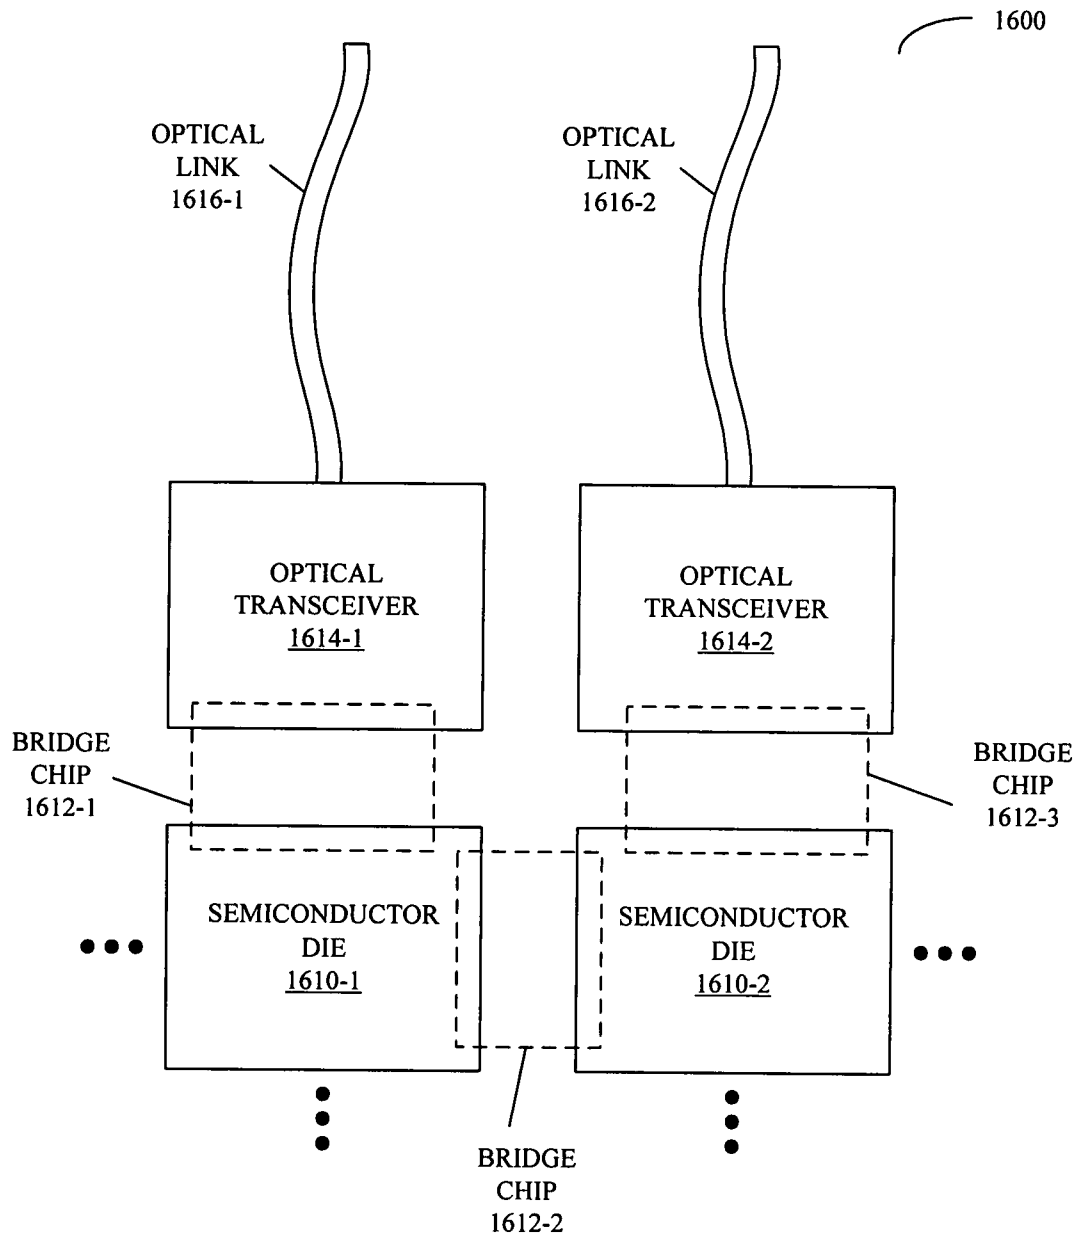 1600
OPTICAL
LINK
1616-1
OPTICAL
LINK
1616-2
OPTICAL
TRANSCEIVER
1614-1
OPTICAL
TRANSCEIVER
1614-2
BRIDGE
CHIP
1612-1
BRIDGE
CHIP
1612-3
SEMICONDUCTOR
DIE
1610-1
SEMICONDUCTOR
DIE
1610-2
BRIDGE
CHIP
1612-2